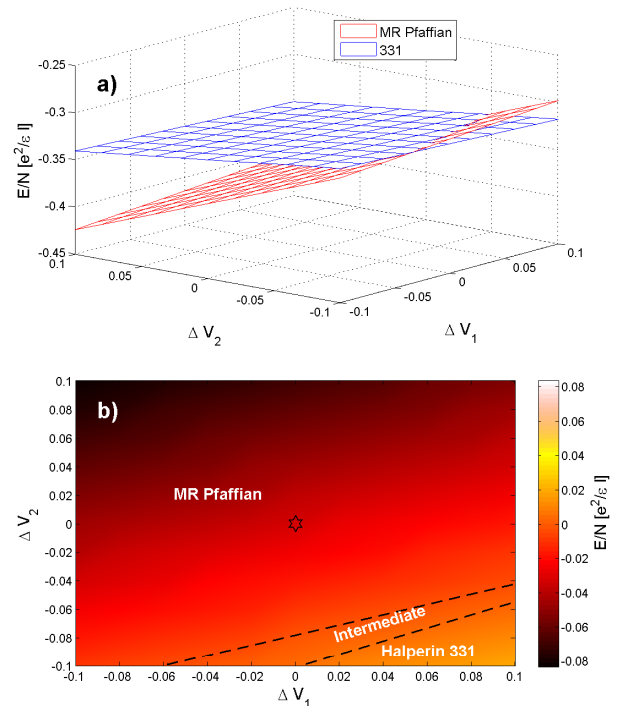 -0.25
a)
MR Pfaffian
331
-0.3
-0.35
-0.4
-0.45
E/N [e²/ε l]
0.1
0.05
0
-0.05
-0.1
-0.1
-0.05
0
0.05
0.1
Δ V₂
Δ V₁
0.1
0.08
0.06
0.04
0.02
0
-0.02
-0.04
-0.06
-0.08
-0.1
Δ V₂
b)
MR Pfaffian
Intermediate
Halperin 331
-0.1 -0.08 -0.06 -0.04 -0.02 0 0.02 0.04 0.06 0.08 0.1
Δ V₁
0.08
0.06
0.04
0.02
0
-0.02
-0.04
-0.06
-0.08
E/N [e²/ε l]